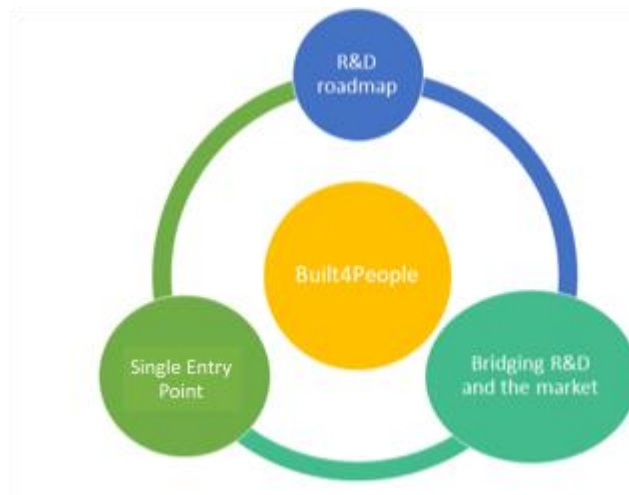 R&D
roadmap
Built4People
Single Entry
Point
Bridging R&D
and the market